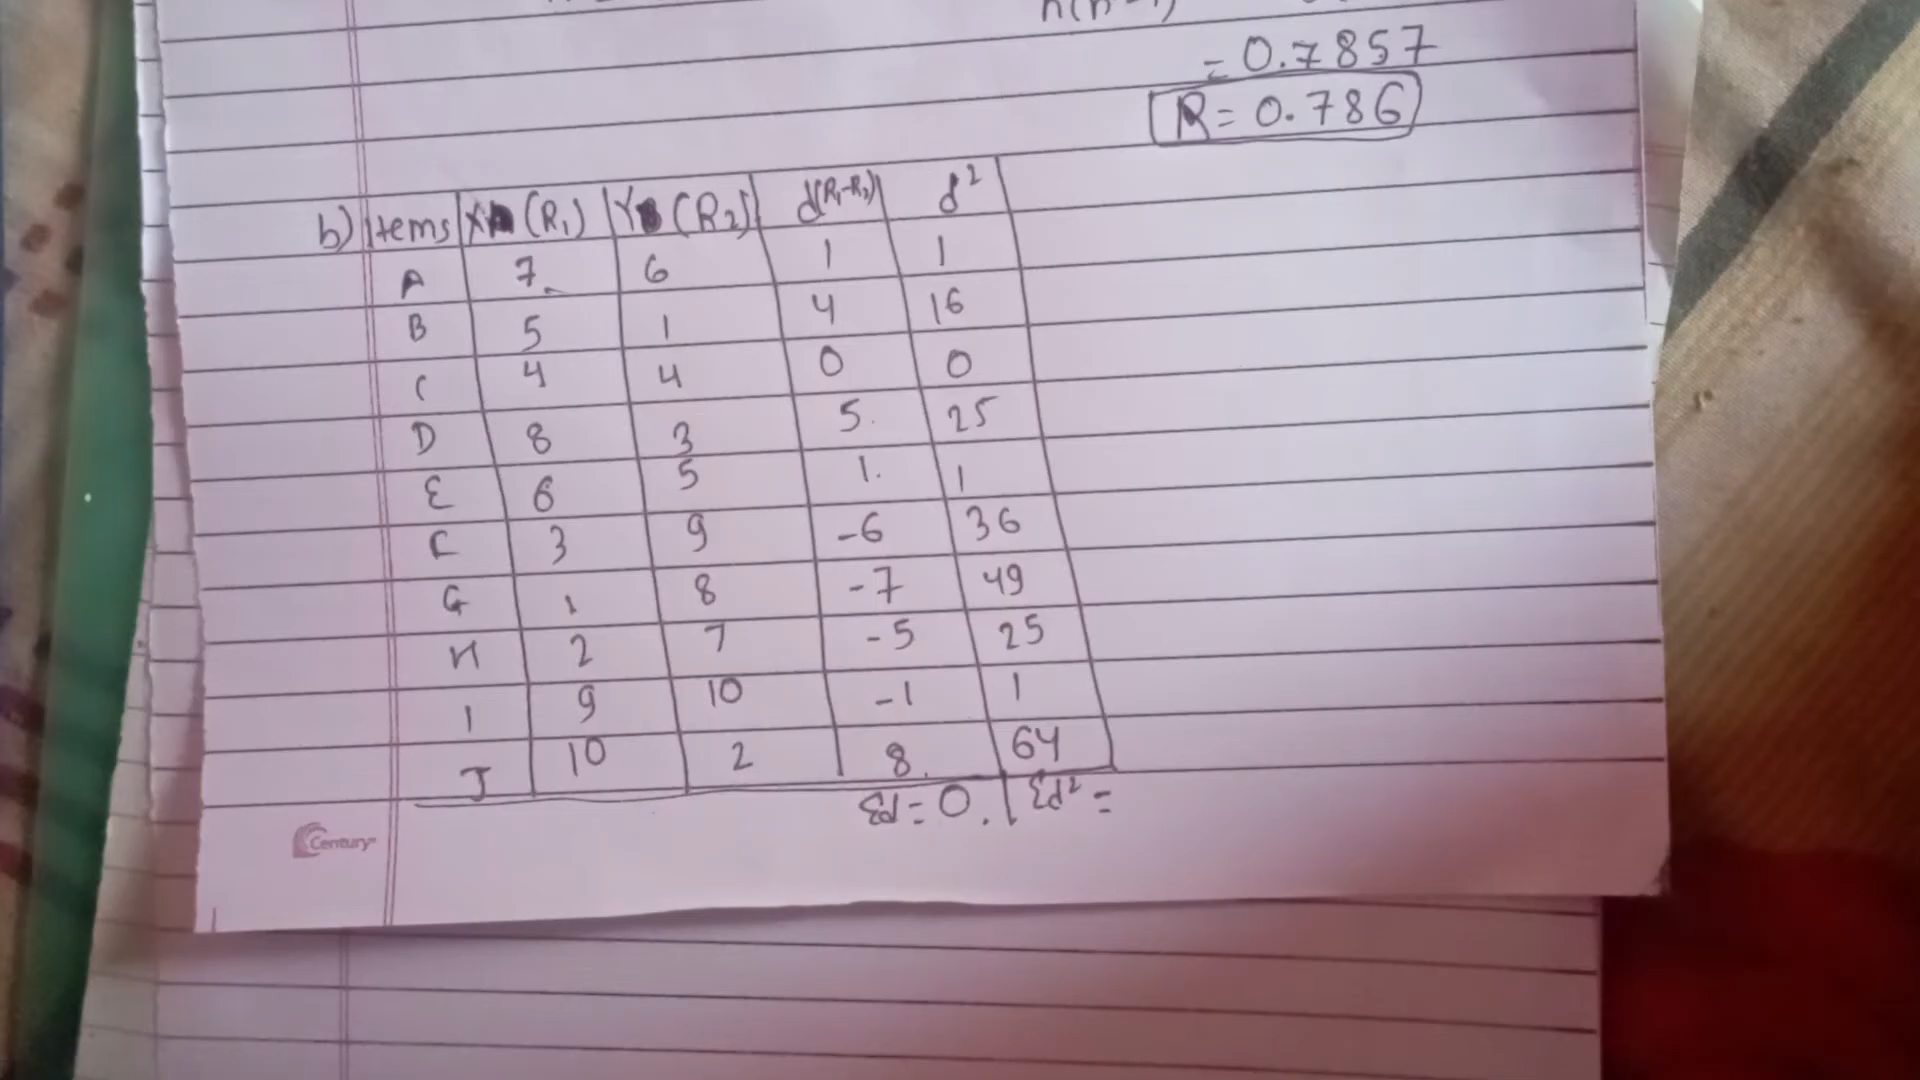 = 0.7857
R = 0.786
b) Items X (R₁) Y (R₂) d(R₁-R₂) d²
A 7 6 1 1
B 5 1 4 16
C 4 4 0 0
D 8 3 5. 25
E 6 5 1. 1
F 3 9 -6 36
G 1 8 -7 49
H 2 7 -5 25
I 9 10 -1 1
J 10 2 8. 64
Σd = 0. Σd² =
Century